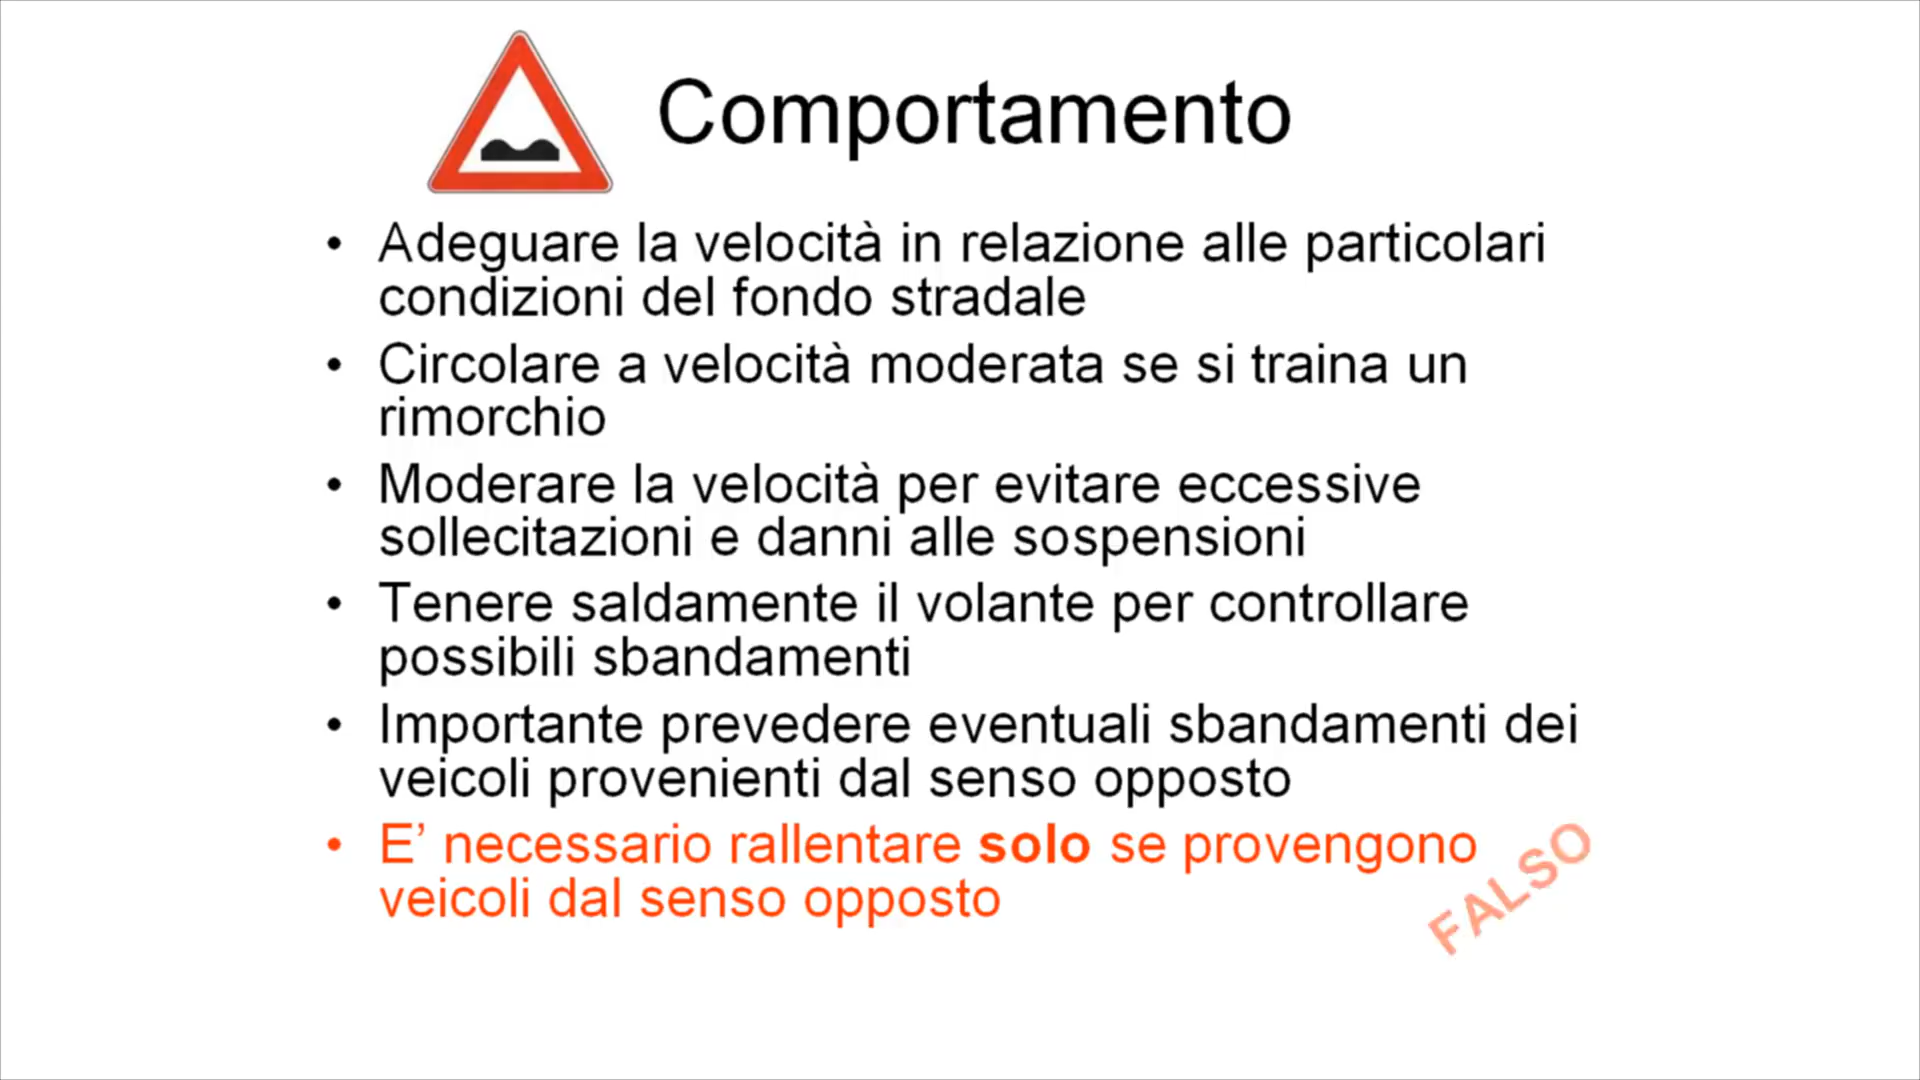 Comportamento
• Adeguare la velocità in relazione alle particolari
condizioni del fondo stradale
• Circolare a velocità moderata se si traina un
rimorchio
• Moderare la velocità per evitare eccessive
sollecitazioni e danni alle sospensioni
• Tenere saldamente il volante per controllare
possibili sbandamenti
• Importante prevedere eventuali sbandamenti dei
veicoli provenienti dal senso opposto
• E’ necessario rallentare solo se provengono
veicoli dal senso opposto
FALSO